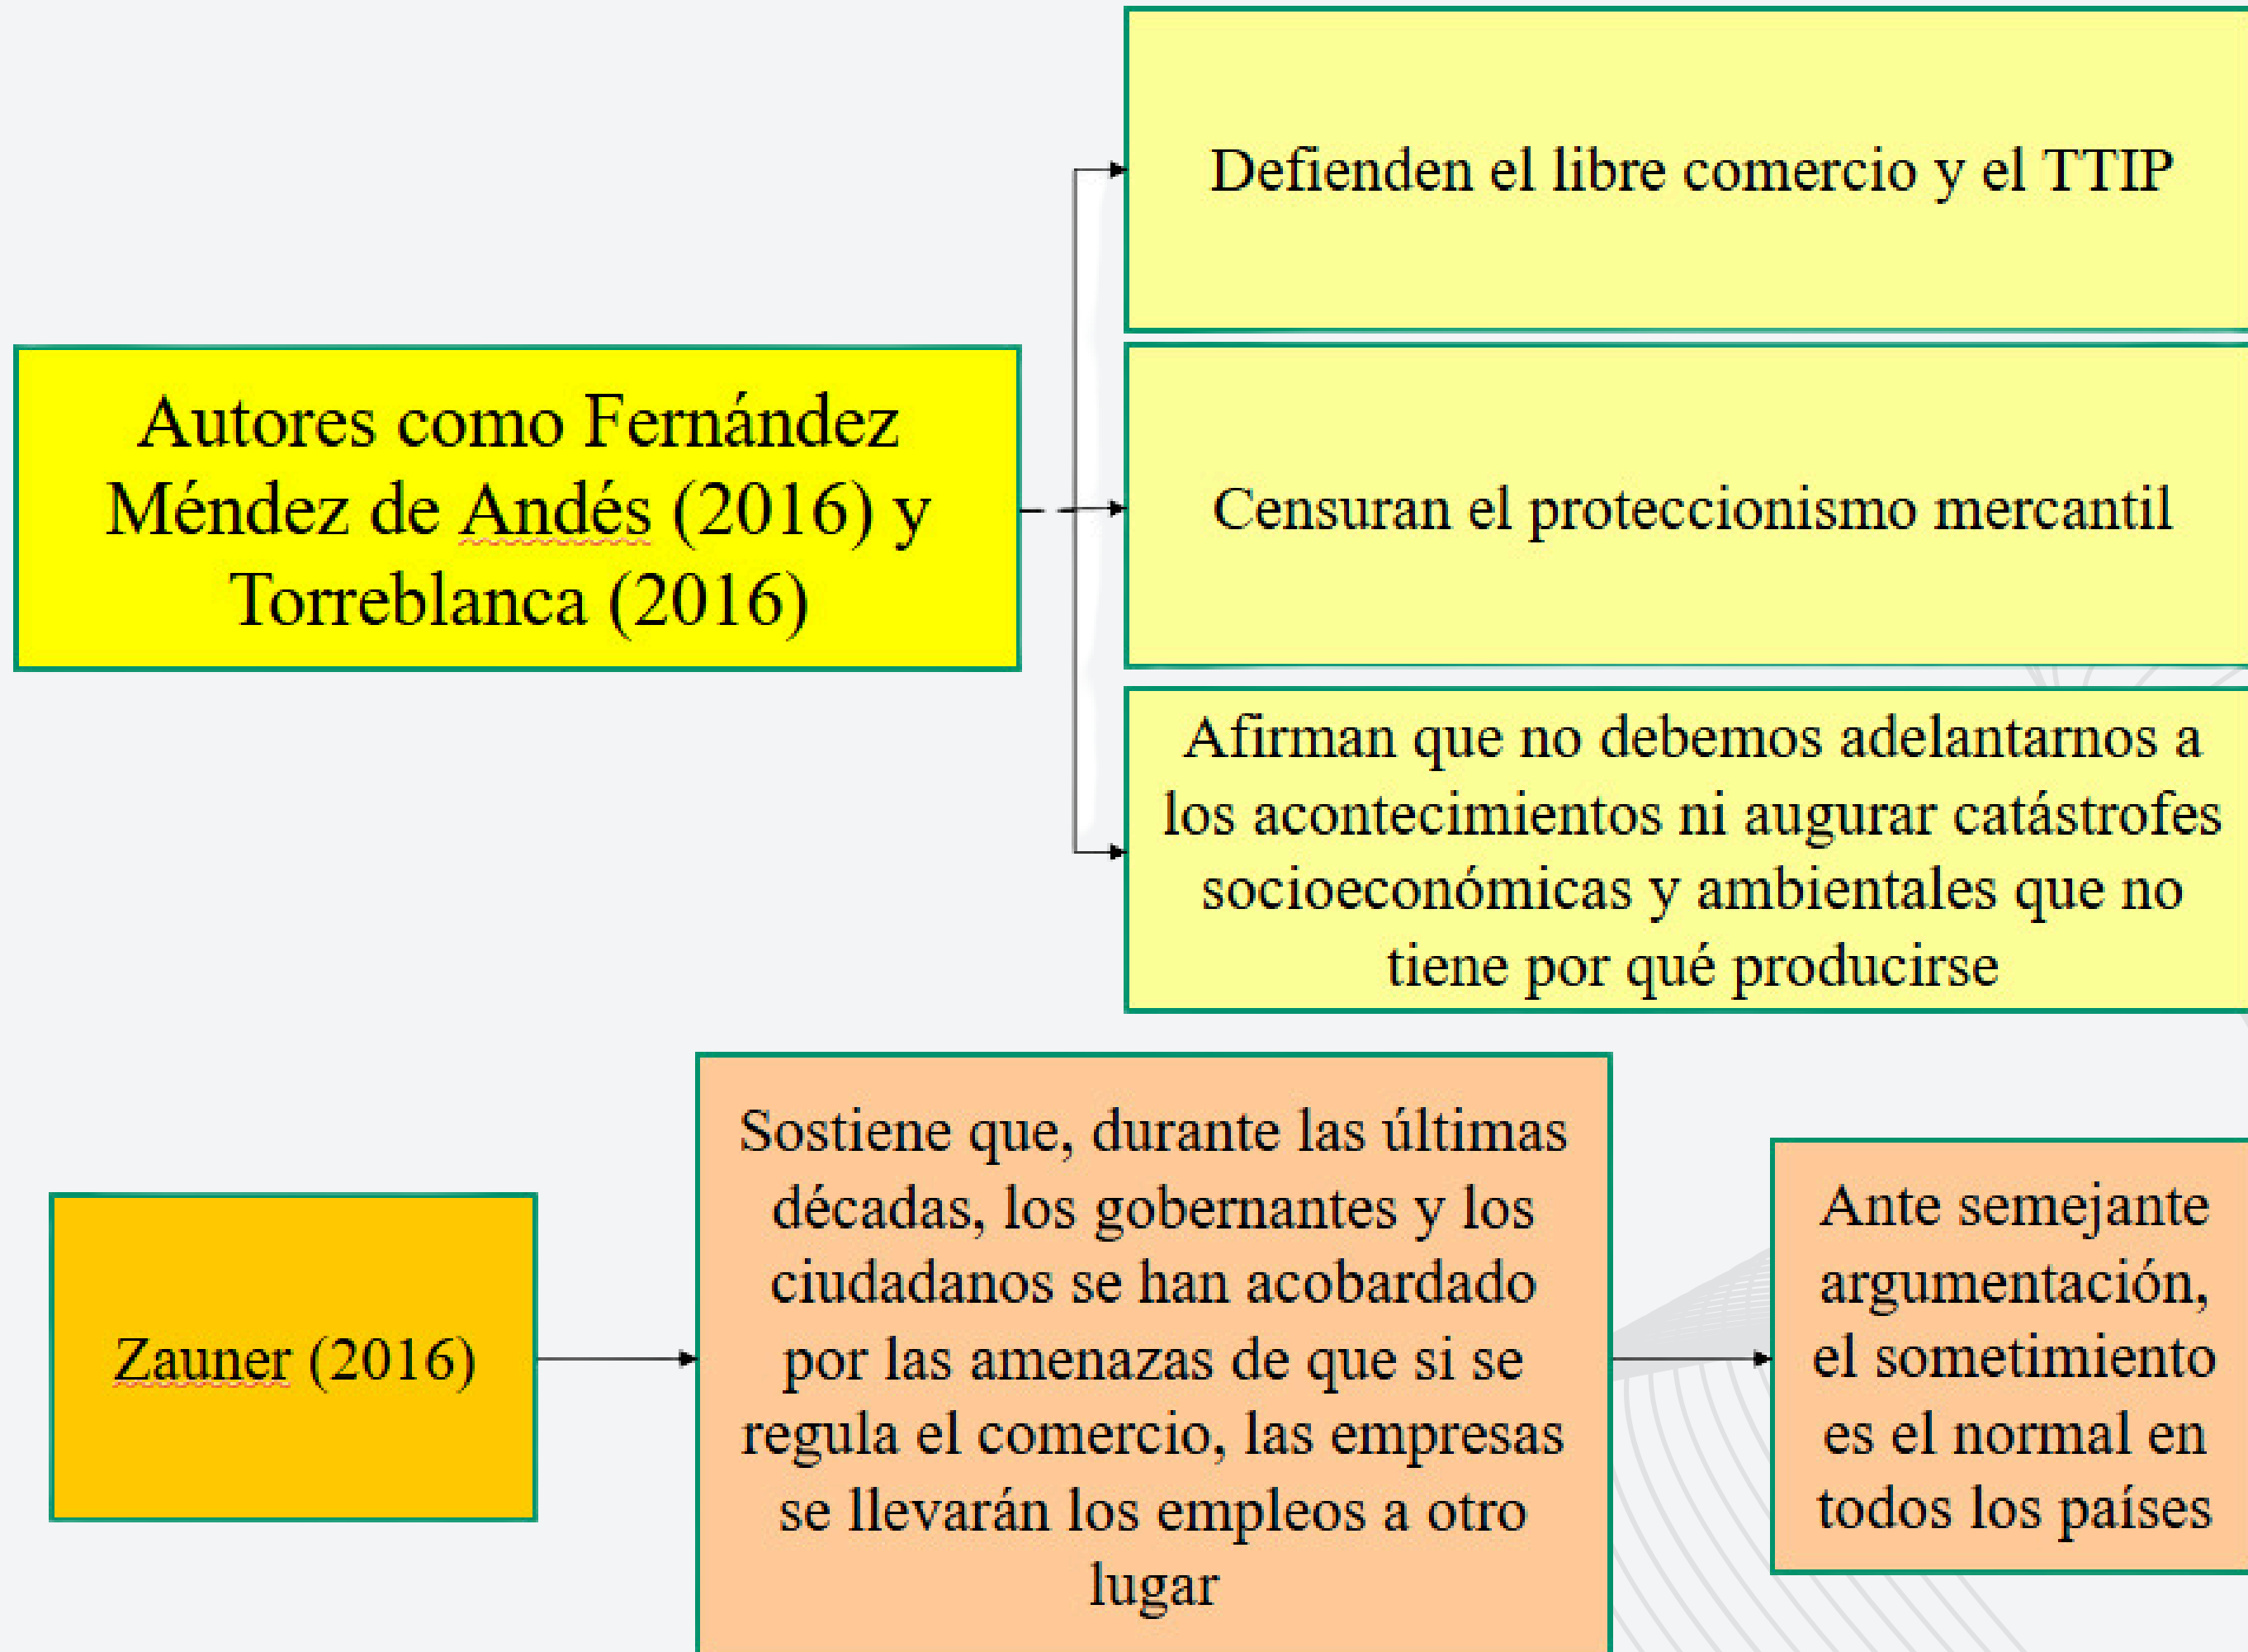 Defienden el libre comercio y el TTIP
Autores como Fernández
Méndez de Andés (2016) y
Torreblanca (2016)
Censuran el proteccionismo mercantil
Afirman que no debemos adelantarnos a
los acontecimientos ni augurar catástrofes
socioeconómicas y ambientales que no
tiene por qué producirse
Zauner (2016)
Sostiene que, durante las últimas
décadas, los gobernantes y los
ciudadanos se han acobardado
por las amenazas de que si se
regula el comercio, las empresas
se llevarán los empleos a otro
lugar
Ante semejante
argumentación,
el sometimiento
es el normal en
todos los países